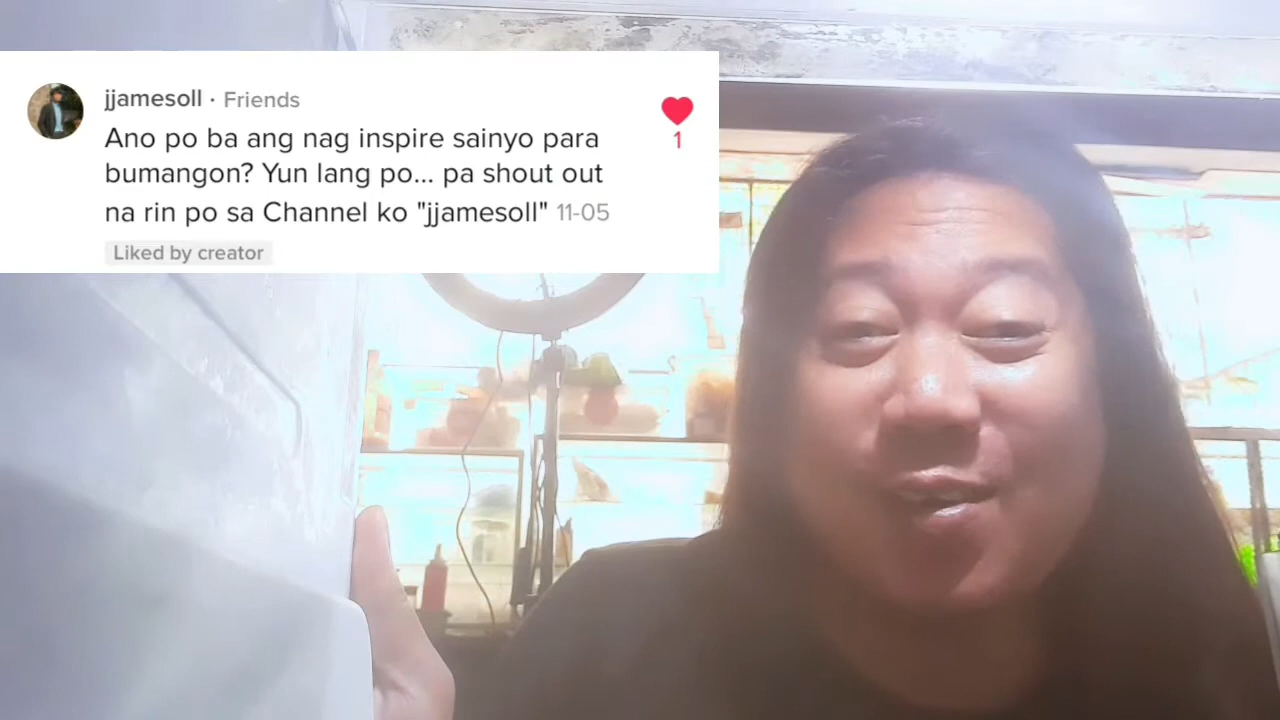 jjamesoll · Friends
Ano po ba ang nag inspire sainyo para
bumangon? Yun lang po... pa shout out
na rin po sa Channel ko "jjamesoll" 11-05
1
Liked by creator